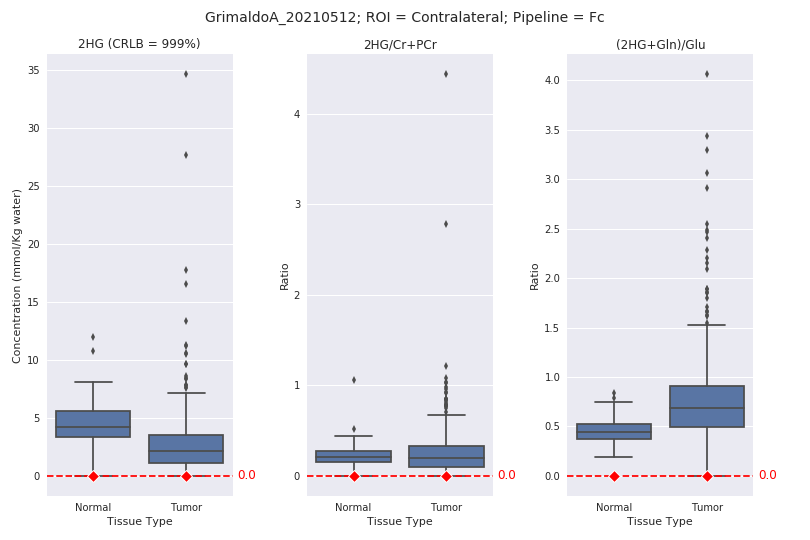 GrimaldoA_20210512; ROI = Contralateral; Pipeline = Fc
2HG (CRLB = 999%)
35
30
25
20
15
10
5
0
Concentration (mmol/Kg water)
0.0
Normal
Tumor
Tissue Type
2HG/Cr+PCr
4
3
2
1
0
Ratio
0.0
Normal
Tumor
Tissue Type
(2HG+Gln)/Glu
4.0
3.5
3.0
2.5
2.0
1.5
1.0
0.5
0.0
Ratio
0.0
Normal
Tumor
Tissue Type